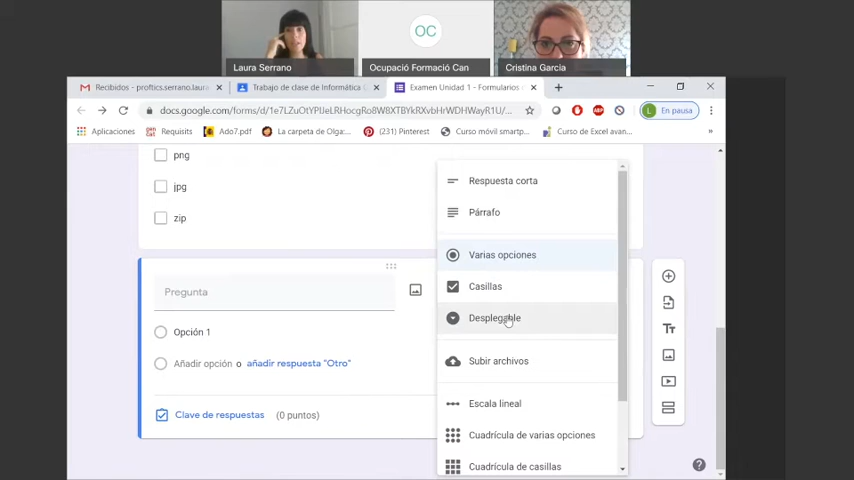 OC
Laura Serrano
Ocupació Formació Can
Cristina Garcia
Recibidos - proftics.serrano.laura
Trabajo de clase de Informática
Examen Unidad 1 - Formularios
docs.google.com/forms/d/
L En pausa
Aplicaciones
Requisits
Ado7.pdf
La carpeta de Olga:...
(231) Pinterest
Curso móvil smartp...
Curso de Excel avan...
png
jpg
zip
Respuesta corta
Párrafo
Varias opciones
Casillas
Desplegable
Subir archivos
Escala lineal
Cuadrícula de varias opciones
Cuadrícula de casillas
Pregunta
Opción 1
Añadir opción o añadir respuesta "Otro"
Clave de respuestas (0 puntos)
Tт